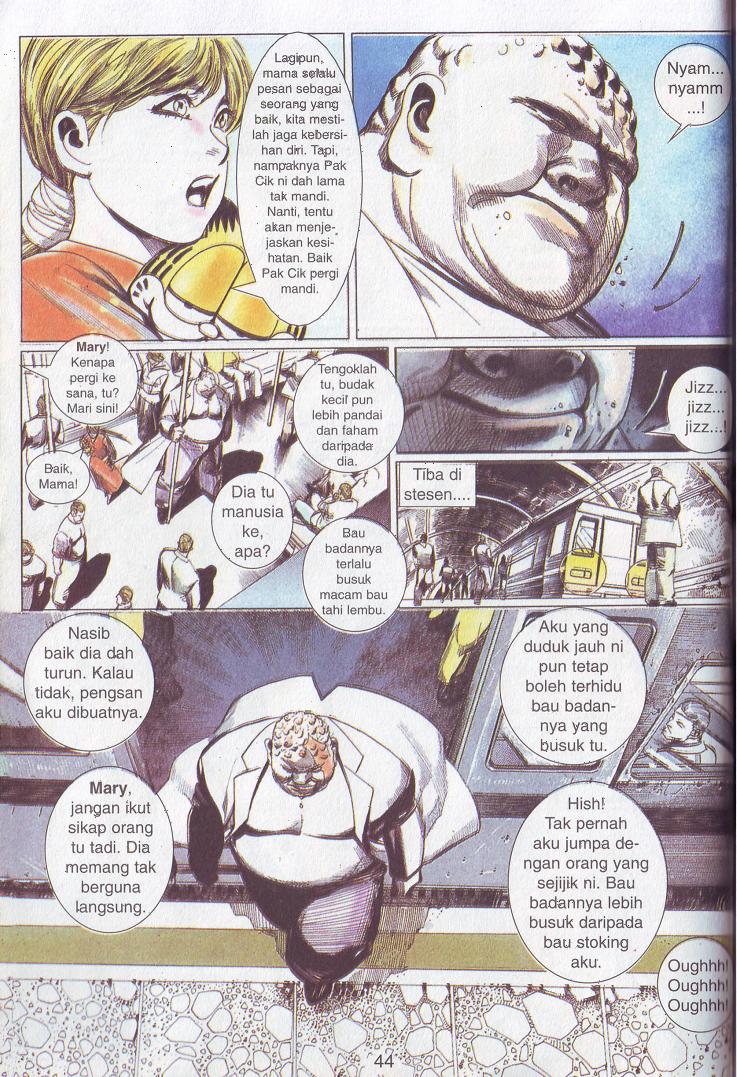 Lagipun,
mama selalu
pesan sebagai
seorang yang
baik, kita mesti-
lah jaga kebersi-
han diri. Tapi,
nampaknya Pak
Cik ni dah lama
tak mandi.
Nanti, tentu
akan menje-
jaskan kesi-
hatan. Baik
Pak Cik pergi
mandi.
Nyam...
nyamm
...!
Mary!
Kenapa
pergi ke
sana, tu?
Mari sini!
Baik,
Mama!
Tengoklah
tu, budak
kecil pun
lebih pandai
dan faham
daripada
dia.
Dia tu
manusia
ke,
apa?
Bau
badannya
terlalu
busuk
macam bau
tahi lembu.
Jizz...
jizz...
jizz...!
Tiba di
stesen....
Nasib
baik dia dah
turun. Kalau
tidak, pengsan
aku dibuatnya.
Aku yang
duduk jauh ni
pun tetap
boleh terhidu
bau badan-
nya yang
busuk tu.
Mary,
jangan ikut
sikap orang
tu tadi. Dia
memang tak
berguna
langsung.
Hish!
Tak pernah
aku jumpa de-
ngan orang yang
sejijik ni. Bau
badannya lebih
busuk daripada
bau stoking
aku.
Oughhh!
Oughhh!
Oughhh!
44